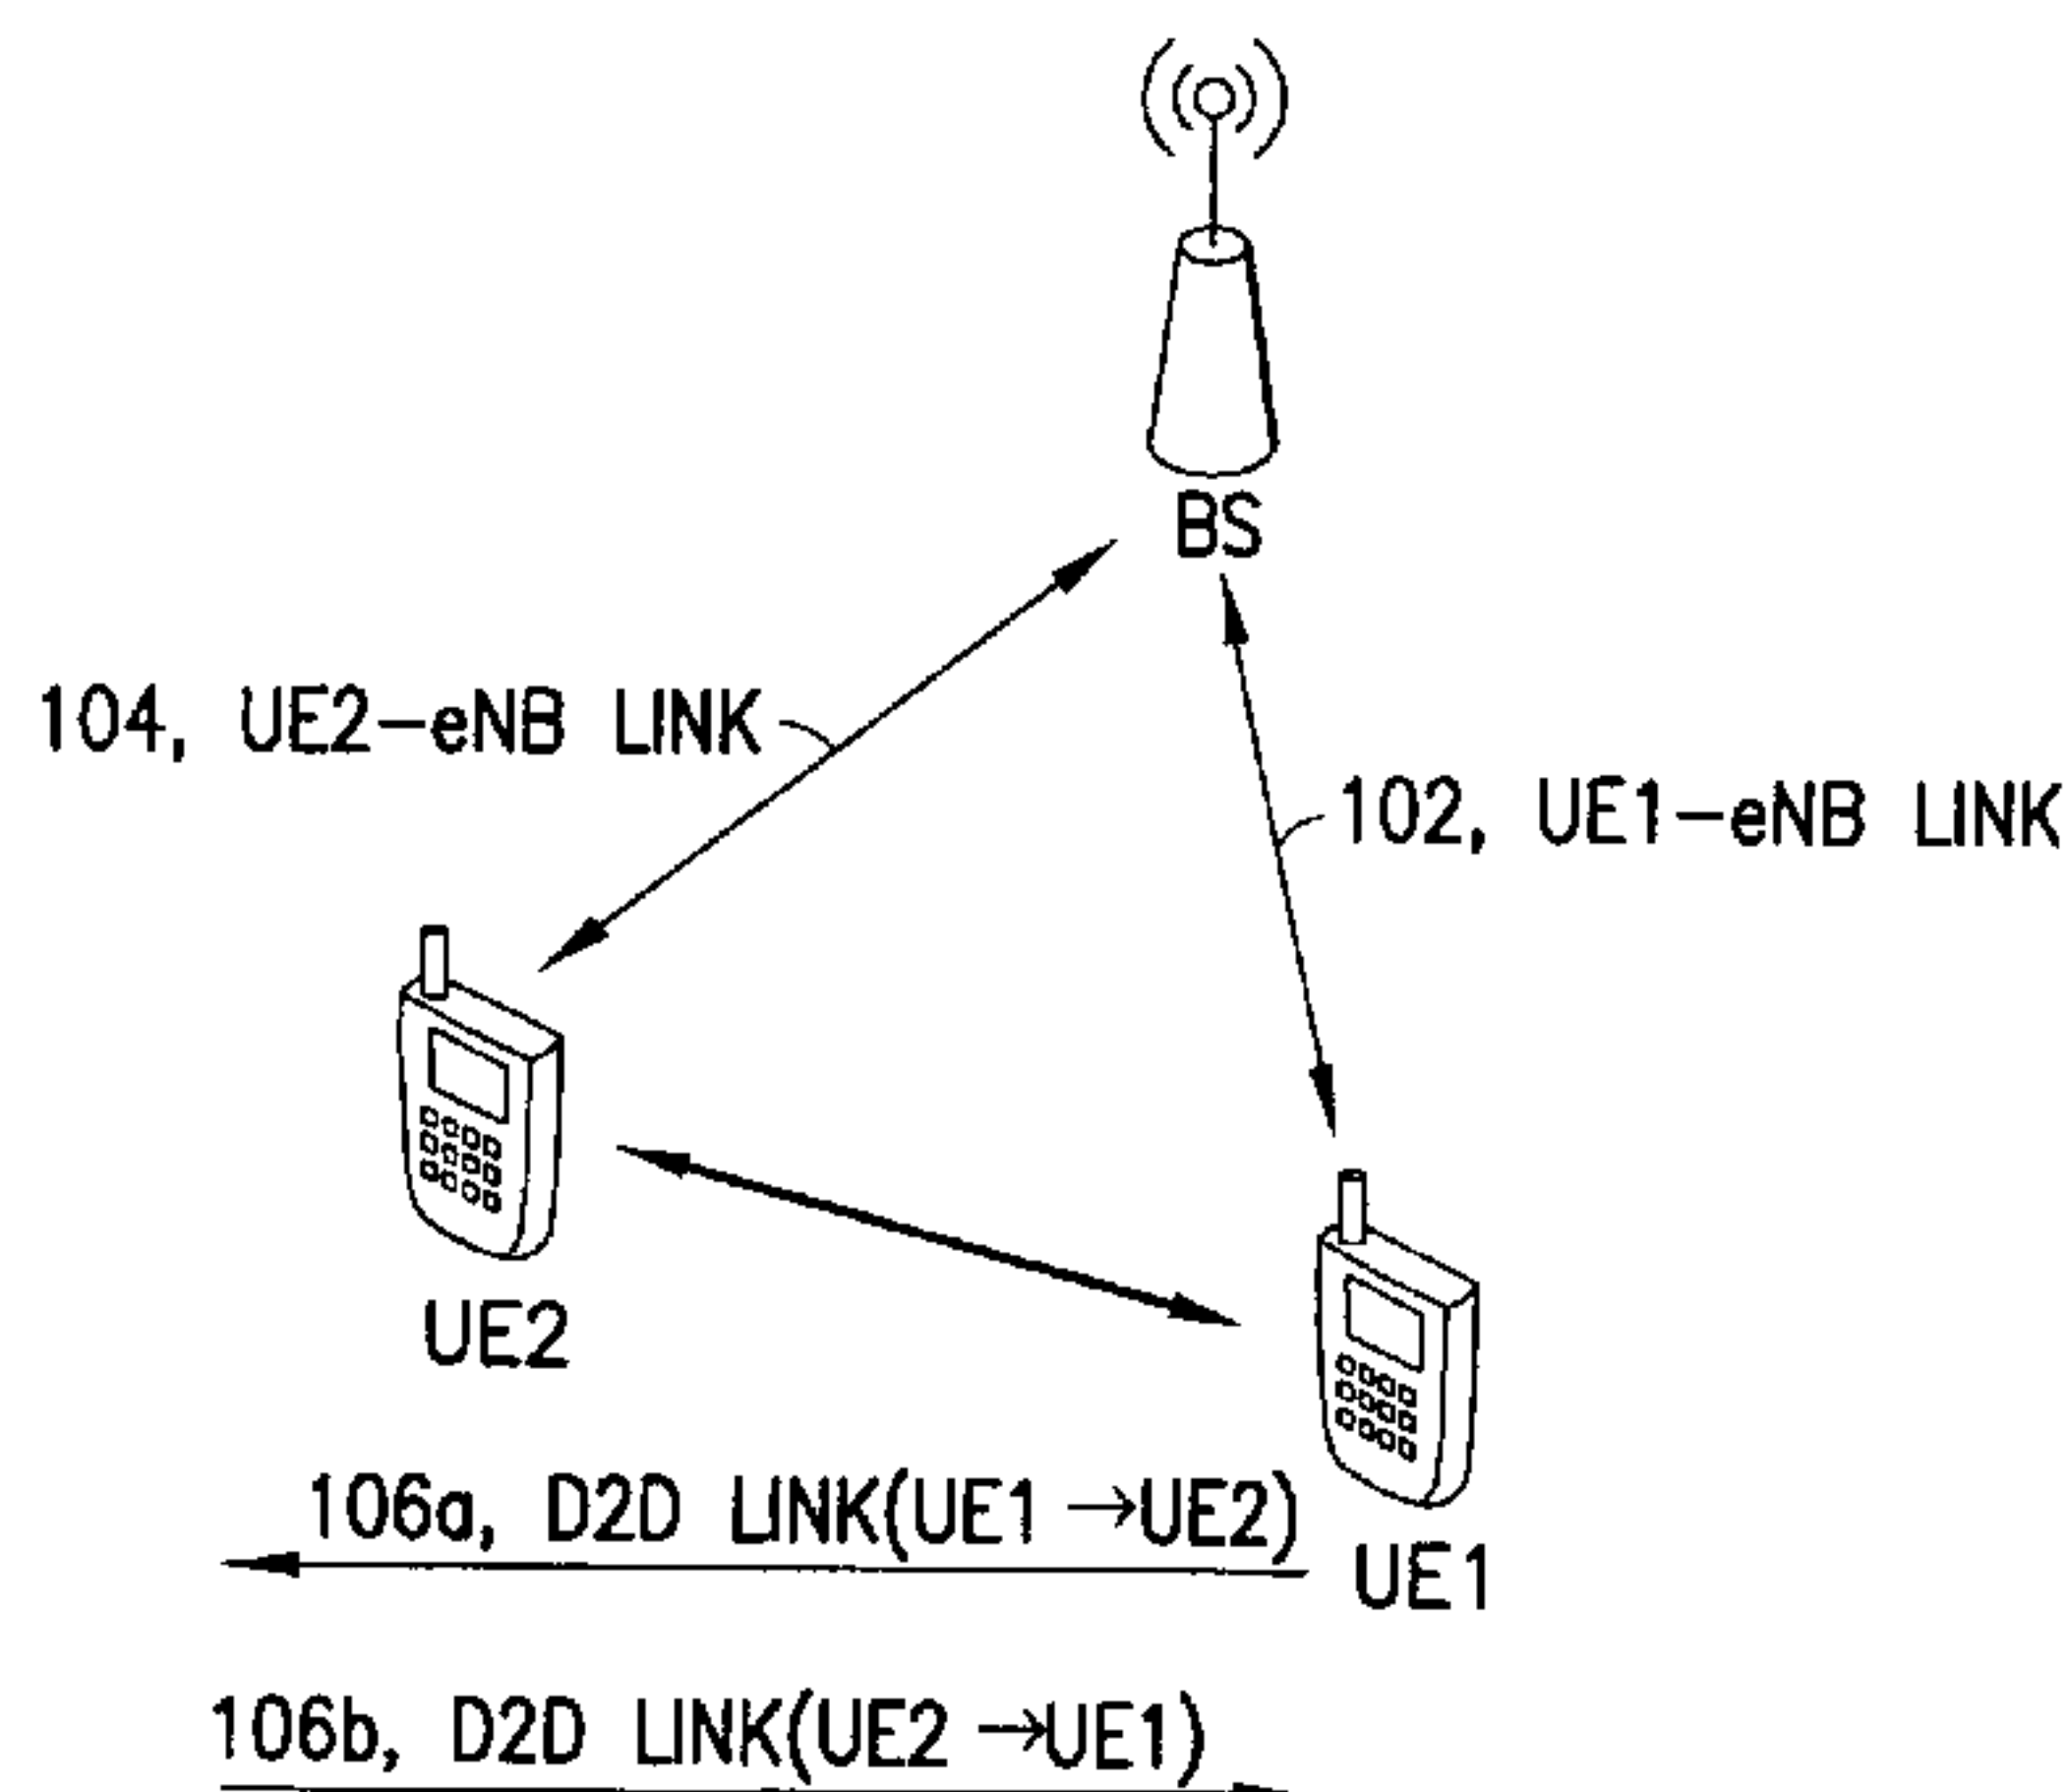 BS
104, UE2-eNB LINK
102, UE1-eNB LINK
UE2
106a, D2D LINK(UE1→UE2)
UE1
106b, D2D LINK(UE2→UE1)